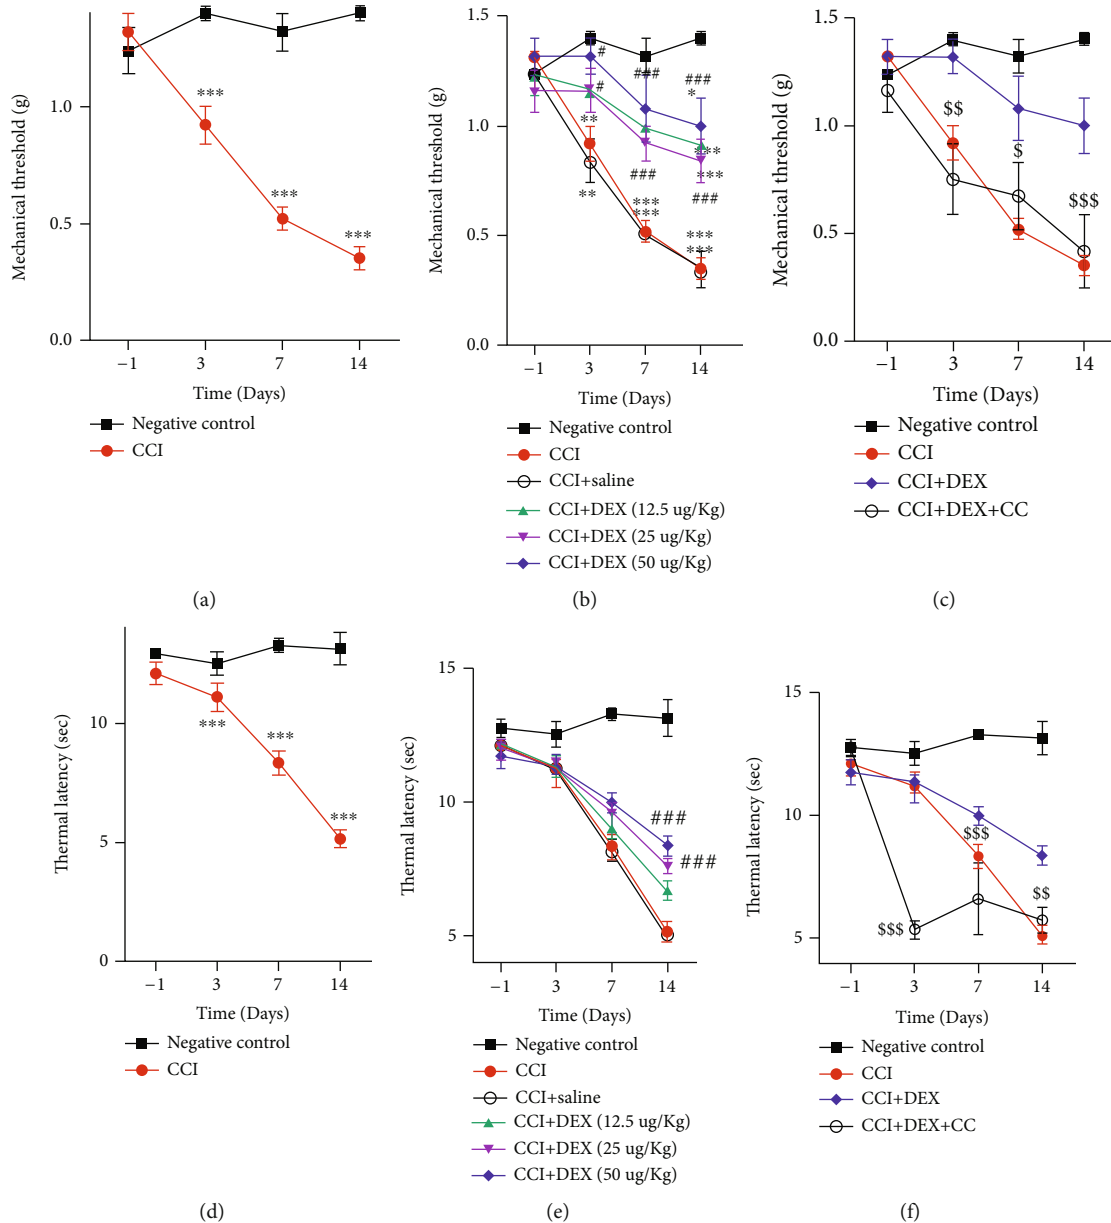 Mechanical threshold (g)
1.0
0.5
0.0
***
***
***
−1 3 7 14
Time (Days)
Negative control
CCI
(a)
Mechanical threshold (g)
1.5
1.0
0.5
0.0
#
#
**
**
###
###
***
***
###
*
***
***
###
***
***
−1 3 7 14
Time (Days)
Negative control
CCI
CCI+saline
CCI+DEX (12.5 ug/Kg)
CCI+DEX (25 ug/Kg)
CCI+DEX (50 ug/Kg)
(b)
Mechanical threshold (g)
1.5
1.0
0.5
0.0
$$
$
$$$
−1 3 7 14
Time (Days)
Negative control
CCI
CCI+DEX
CCI+DEX+CC
(c)
Thermal latency (sec)
10
5
0
***
***
***
−1 3 7 14
Time (Days)
Negative control
CCI
(d)
Thermal latency (sec)
15
10
5
###
###
−1 3 7 14
Time (Days)
Negative control
CCI
CCI+saline
CCI+DEX (12.5 ug/Kg)
CCI+DEX (25 ug/Kg)
CCI+DEX (50 ug/Kg)
(e)
Thermal latency (sec)
15
10
5
$$$
$$$
$$
−1 3 7 14
Time (Days)
Negative control
CCI
CCI+DEX
CCI+DEX+CC
(f)